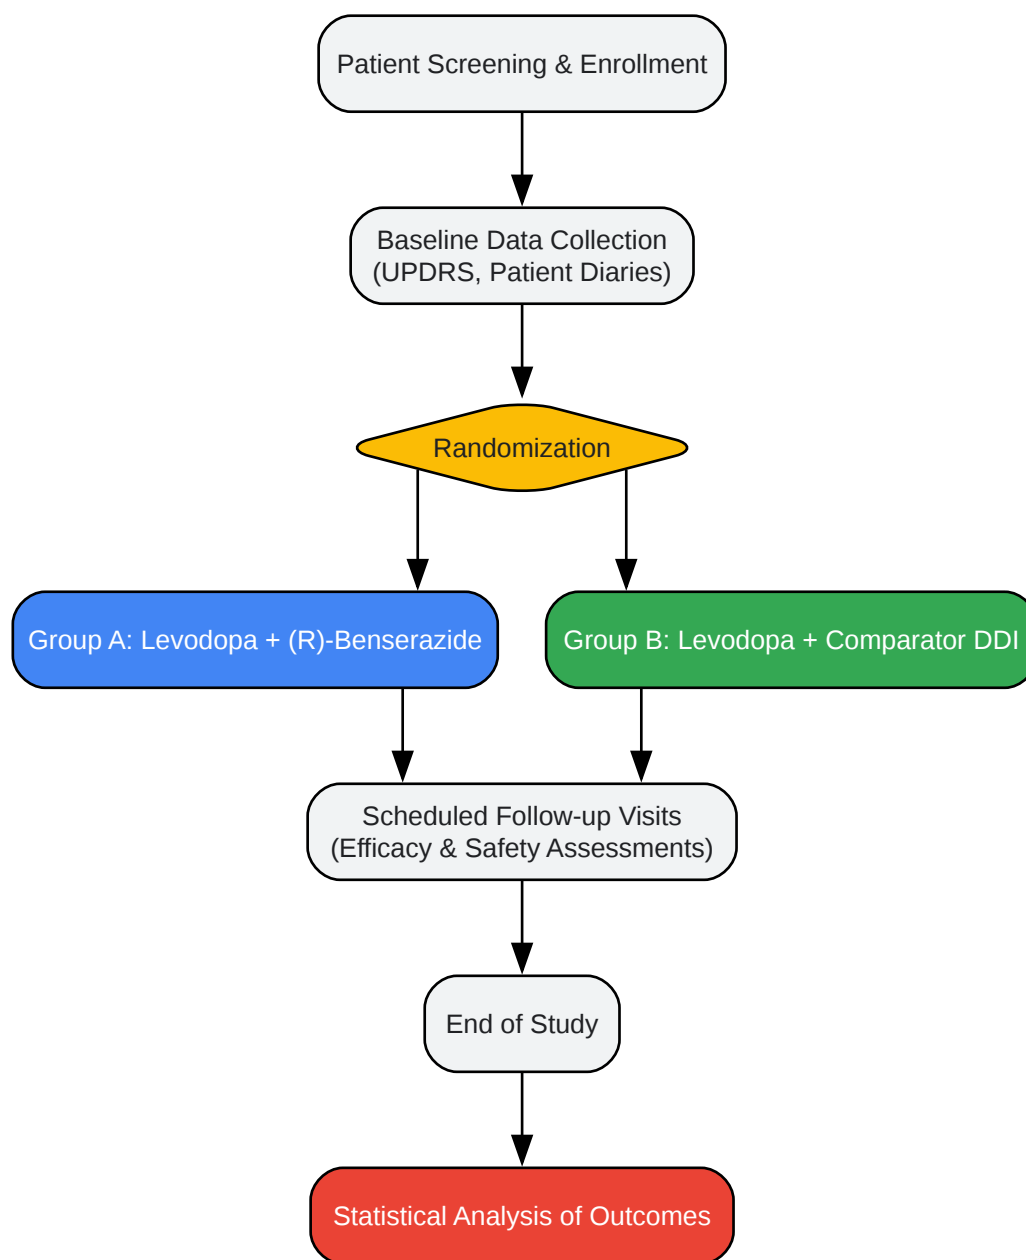 Patient Screening & Enrollment
Baseline Data Collection
(UPDRS, Patient Diaries)
Randomization
Group A: Levodopa + (R)-Benserazide
Group B: Levodopa + Comparator DDI
Scheduled Follow-up Visits
(Efficacy & Safety Assessments)
End of Study
Statistical Analysis of Outcomes